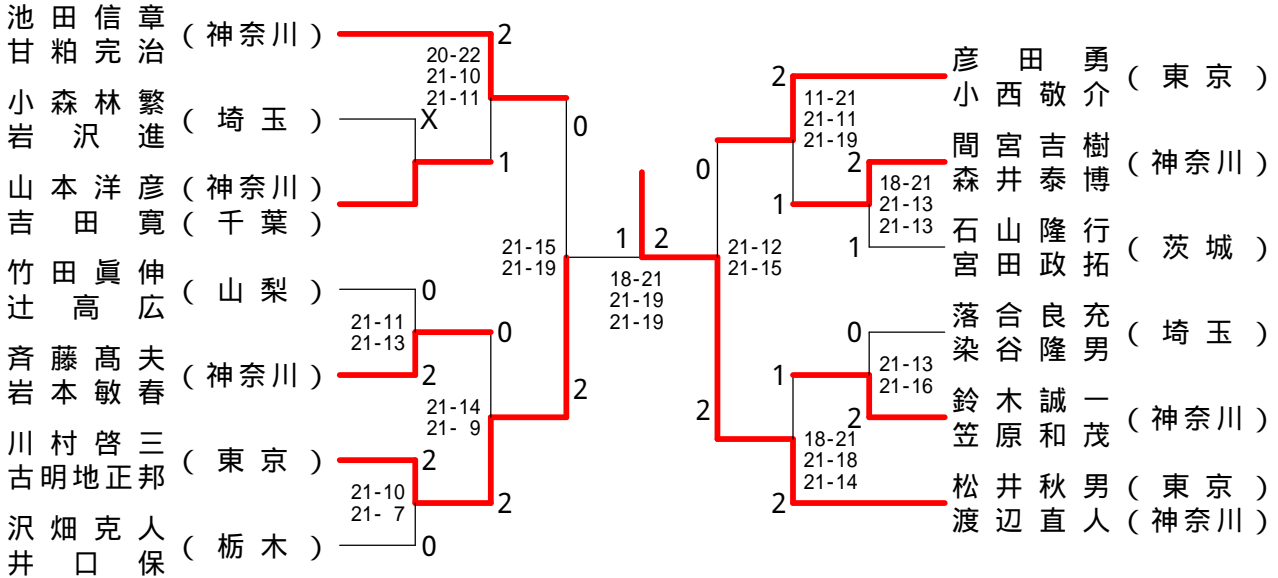 池田信章 (神奈川) 2
甘粕完治
20-22
21-10
21-11
小森林繁 (埼玉) X
岩沢進
0
1
山本洋彦 (神奈川)
吉田寛 (千葉)
21-15
21-19
竹田眞伸 (山梨) 0
辻高広
21-11
21-13
0
斉藤髙夫 (神奈川) 2
岩本敏春
21-14
21- 9
2
川村啓三 (東京) 2
古明地正邦
21-10
21- 7
2
沢畑克人 (栃木) 0
井口保
1 2
18-21
21-19
21-19
2 彦田勇 (東京)
小西敬介
11-21
21-11
21-19
0
2 間宮吉樹 (神奈川)
森井泰博
18-21
21-13
21-13
1
1 石山隆行 (茨城)
宮田政拓
21-12
21-15
0 落合良充 (埼玉)
染谷隆男
21-13
21-16
1
2 鈴木誠一 (神奈川)
笠原和茂
2
18-21
21-18
21-14
2 松井秋男 (東京)
渡辺直人 (神奈川)